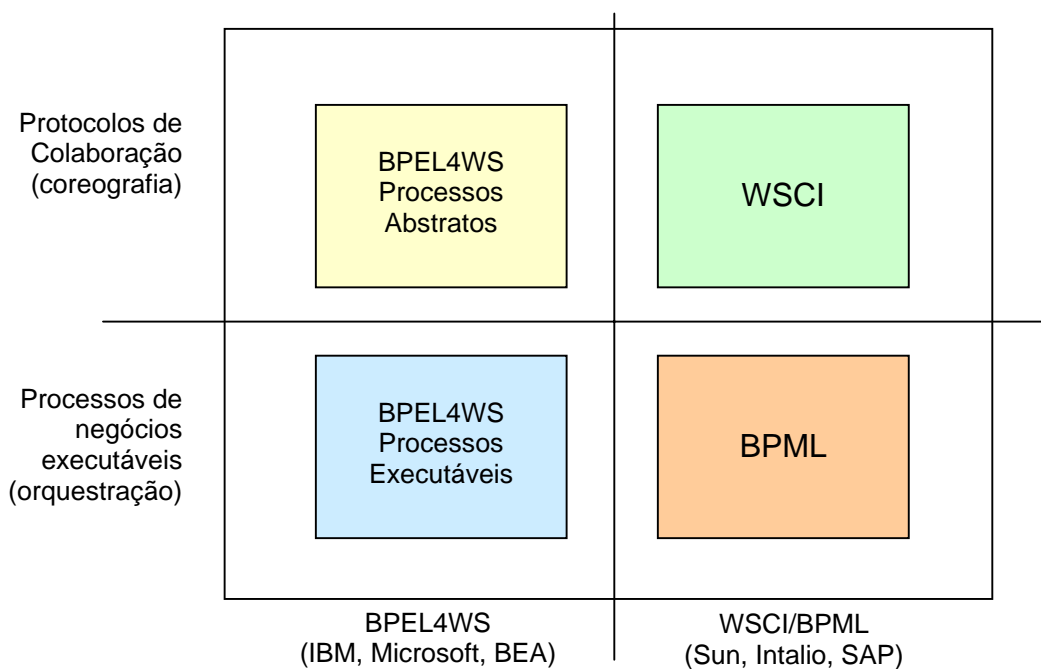 Protocolos de
Colaboração
(coreografia)
BPEL4WS
Processos
Abstratos
WSCI
Processos de
negócios
executáveis
(orquestração)
BPEL4WS
Processos
Executáveis
BPML
BPEL4WS
(IBM, Microsoft, BEA)
WSCI/BPML
(Sun, Intalio, SAP)